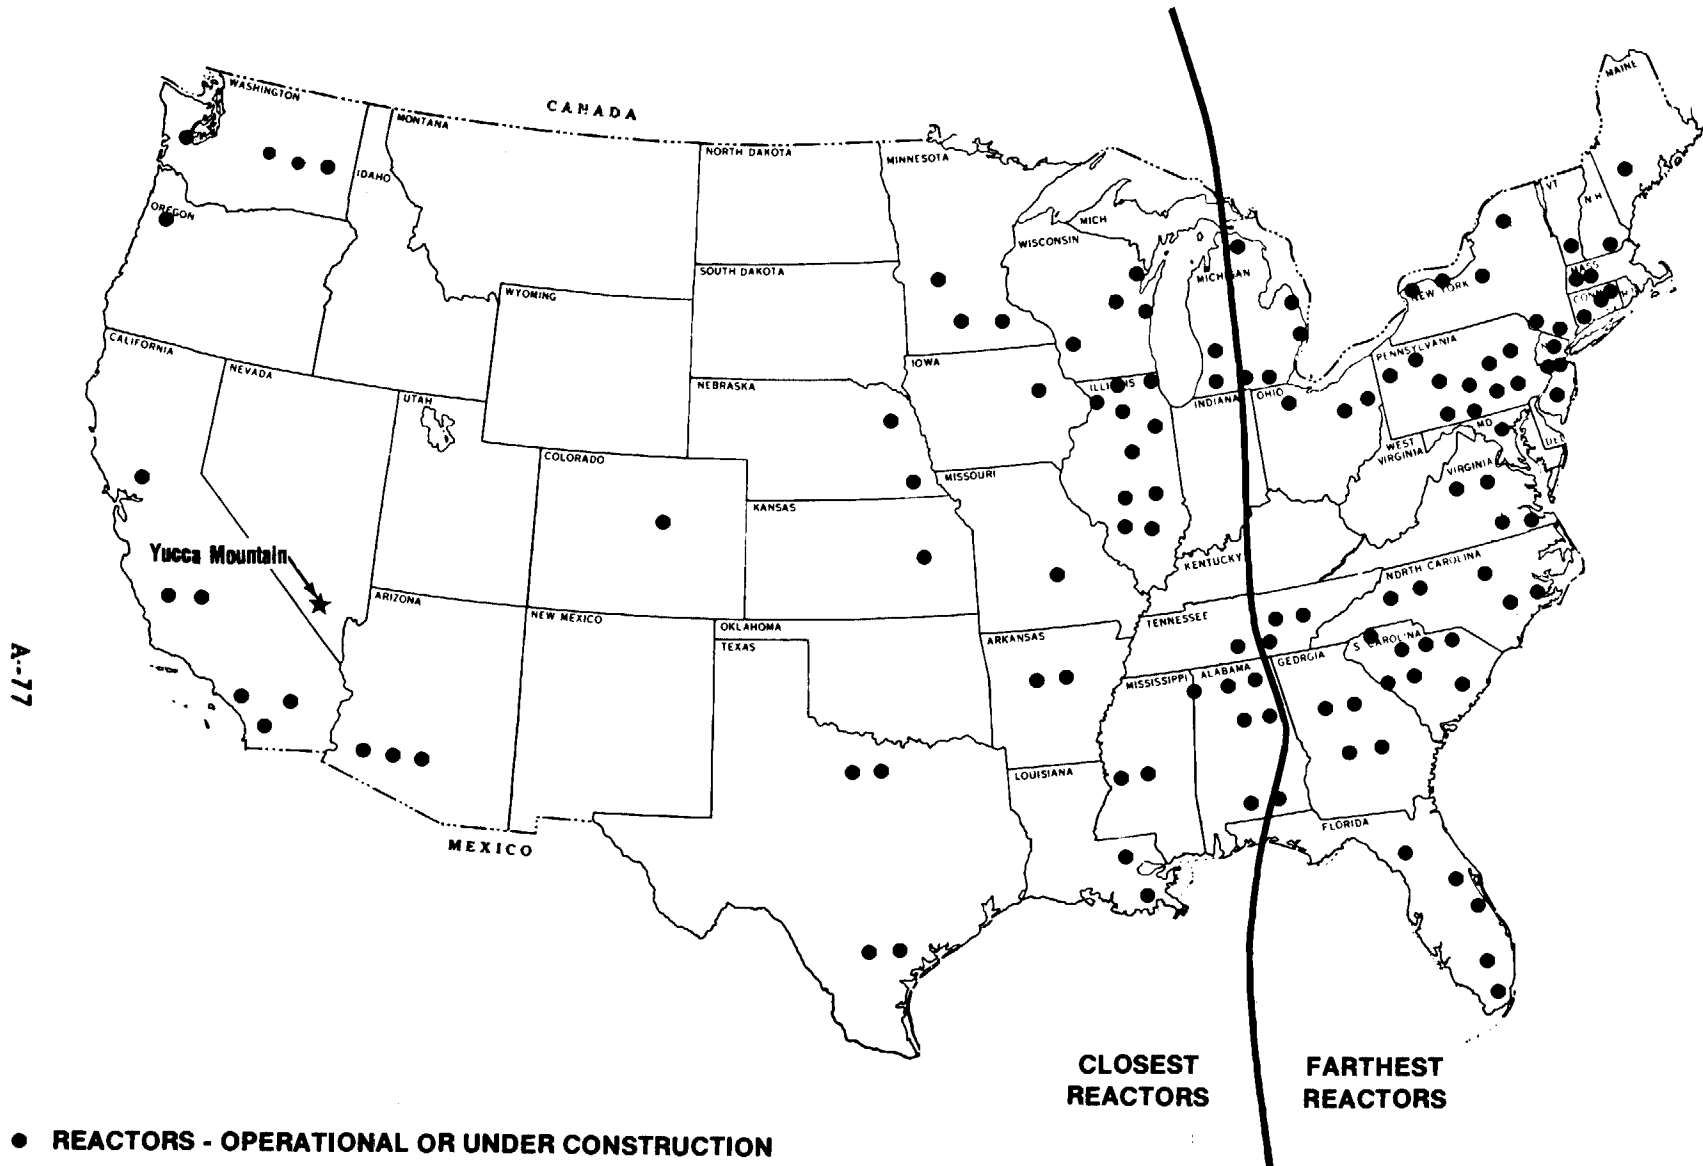 CANADA
MAINE
WASHINGTON
MONTANA
NORTH DAKOTA
MINNESOTA
IDAHO
VT
N H
OREGON
MICH
WISCONSIN
SOUTH DAKOTA
MICHIGAN
MASS
WYOMING
NEW YORK
CONN
CALIFORNIA
PENNSYLVANIA
NEVADA
IOWA
NEBRASKA
ILLINOIS
UTAH
INDIANA
OHIO
MD
DEL
WEST
VIRGINIA
COLORADO
MISSOURI
VIRGINIA
KANSAS
Yucca Mountain
KENTUCKY
NORTH CAROLINA
ARIZONA
NEW MEXICO
TENNESSEE
OKLAHOMA
ARKANSAS
S CAROLINA
TEXAS
GEORGIA
MISSISSIPPI
ALABAMA
A-77
LOUISIANA
FLORIDA
MEXICO
CLOSEST
REACTORS
FARTHEST
REACTORS
● REACTORS - OPERATIONAL OR UNDER CONSTRUCTION